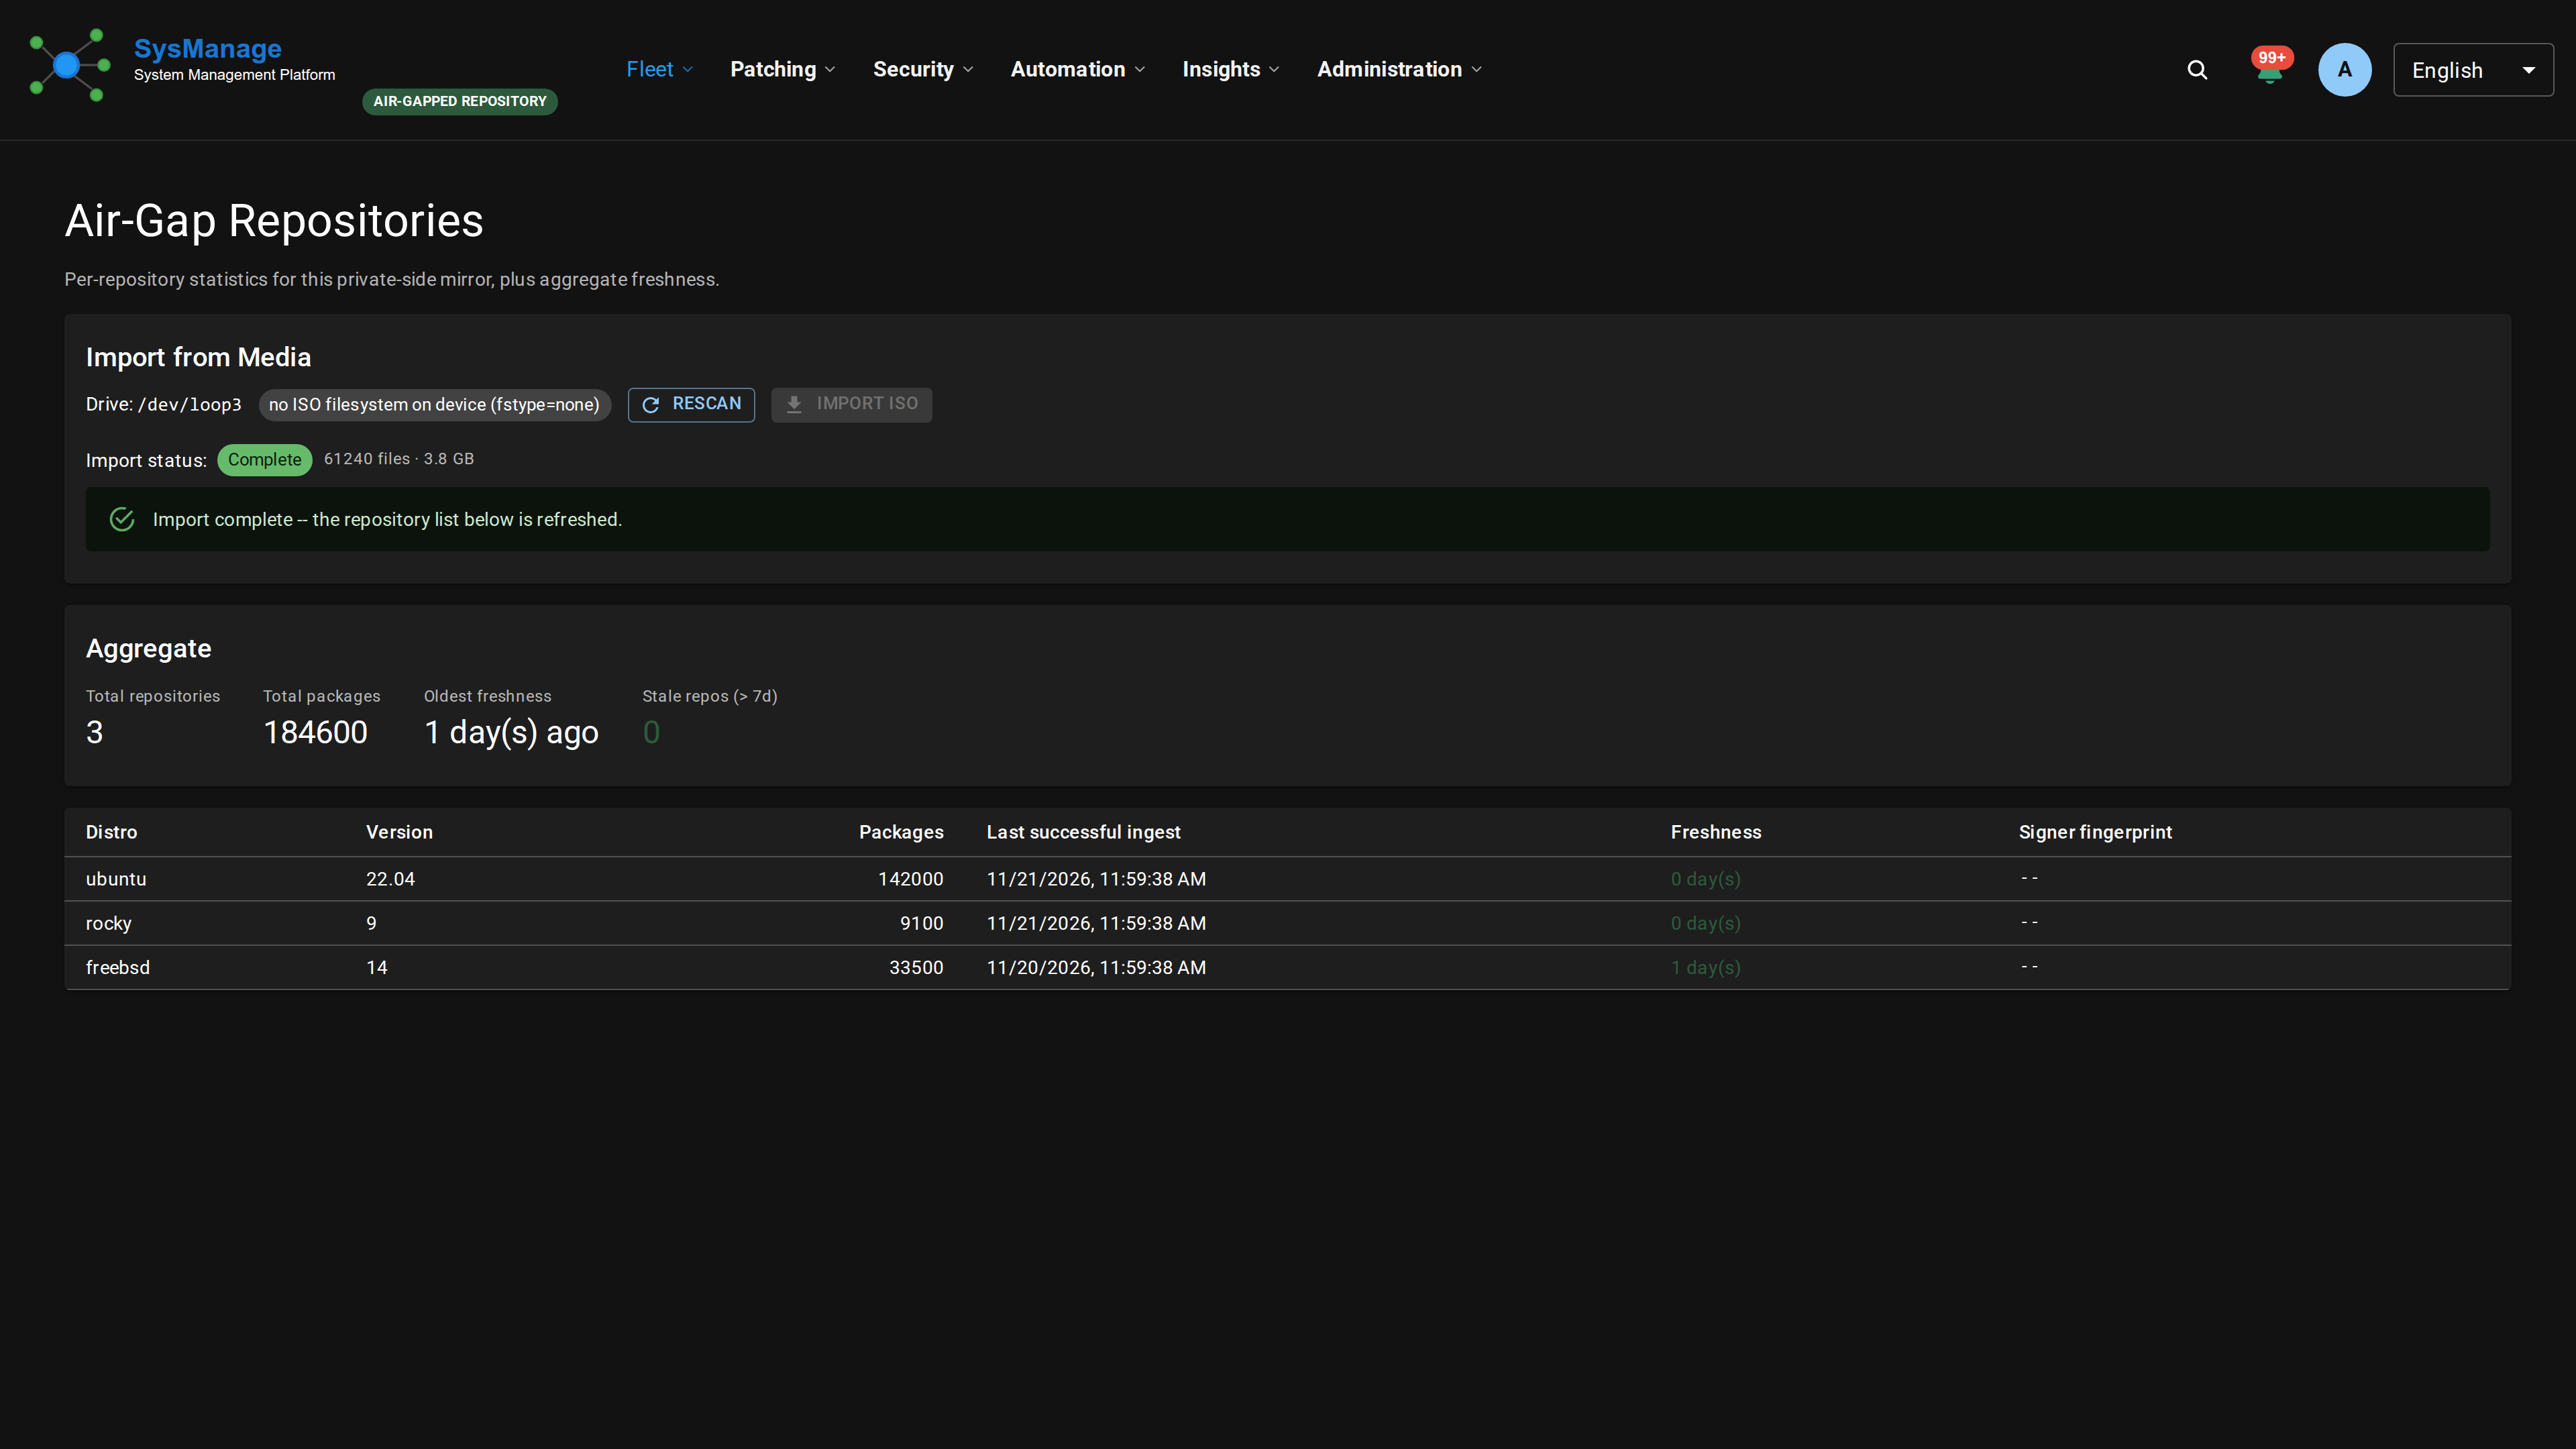 SysManage
System Management Platform
AIR-GAPPED REPOSITORY
Fleet Patching Security Automation Insights Administration
99+
A
English
Air-Gap Repositories
Per-repository statistics for this private-side mirror, plus aggregate freshness.
Import from Media
Drive: /dev/loop3 no ISO filesystem on device (fstype=none) RESCAN IMPORT ISO
Import status: Complete 61240 files · 3.8 GB
Import complete -- the repository list below is refreshed.
Aggregate
Total repositories Total packages Oldest freshness Stale repos (> 7d)
3 184600 1 day(s) ago 0
Distro Version Packages Last successful ingest Freshness Signer fingerprint
ubuntu 22.04 142000 11/21/2026, 11:59:38 AM 0 day(s) --
rocky 9 9100 11/21/2026, 11:59:38 AM 0 day(s) --
freebsd 14 33500 11/20/2026, 11:59:38 AM 1 day(s) --